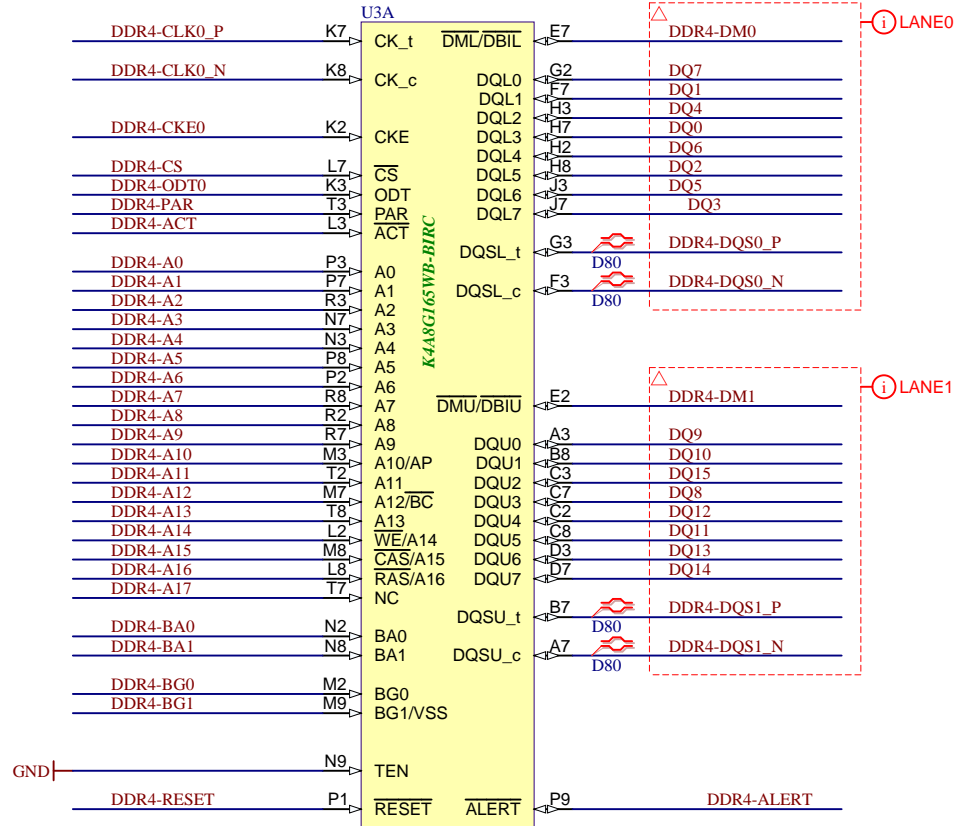 U3A
DDR4-CLK0_P K7 CK_t DML/DBIL E7 DDR4-DM0 LANE0
DDR4-CLK0_N K8 CK_c DQL0 G2 DQ7
DQL1 F7 DQ1
DQL2 H3 DQ4
DDR4-CKE0 K2 CKE DQL3 H7 DQ0
DQL4 H2 DQ6
DDR4-CS L7 CS DQL5 H8 DQ2
DDR4-ODT0 K3 ODT DQL6 J3 DQ5
DDR4-PAR T3 PAR DQL7 J7 DQ3
DDR4-ACT L3 ACT
K4A8G165WB-BIRC
DQSL_t G3 D80 DDR4-DQS0_P
DDR4-A0 P3 A0
DDR4-A1 P7 A1 DQSL_c F3 D80 DDR4-DQS0_N
DDR4-A2 R3 A2
DDR4-A3 N7 A3
DDR4-A4 N3 A4
DDR4-A5 P8 A5
DDR4-A6 P2 A6 LANE1
DDR4-A7 R8 A7 DMU/DBIU E2 DDR4-DM1
DDR4-A8 R2 A8
DDR4-A9 R7 A9 DQU0 A3 DQ9
DDR4-A10 M3 A10/AP DQU1 B8 DQ10
DDR4-A11 T2 A11 DQU2 C3 DQ15
DDR4-A12 M7 A12/BC DQU3 C7 DQ8
DDR4-A13 T8 A13 DQU4 C2 DQ12
DDR4-A14 L2 WE/A14 DQU5 C8 DQ11
DDR4-A15 M8 CAS/A15 DQU6 D3 DQ13
DDR4-A16 L8 RAS/A16 DQU7 D7 DQ14
DDR4-A17 T7 NC
DQSU_t B7 D80 DDR4-DQS1_P
DDR4-BA0 N2 BA0
DDR4-BA1 N8 BA1 DQSU_c A7 D80 DDR4-DQS1_N
DDR4-BG0 M2 BG0
DDR4-BG1 M9 BG1/VSS
GND N9 TEN
DDR4-RESET P1 RESET ALERT P9 DDR4-ALERT